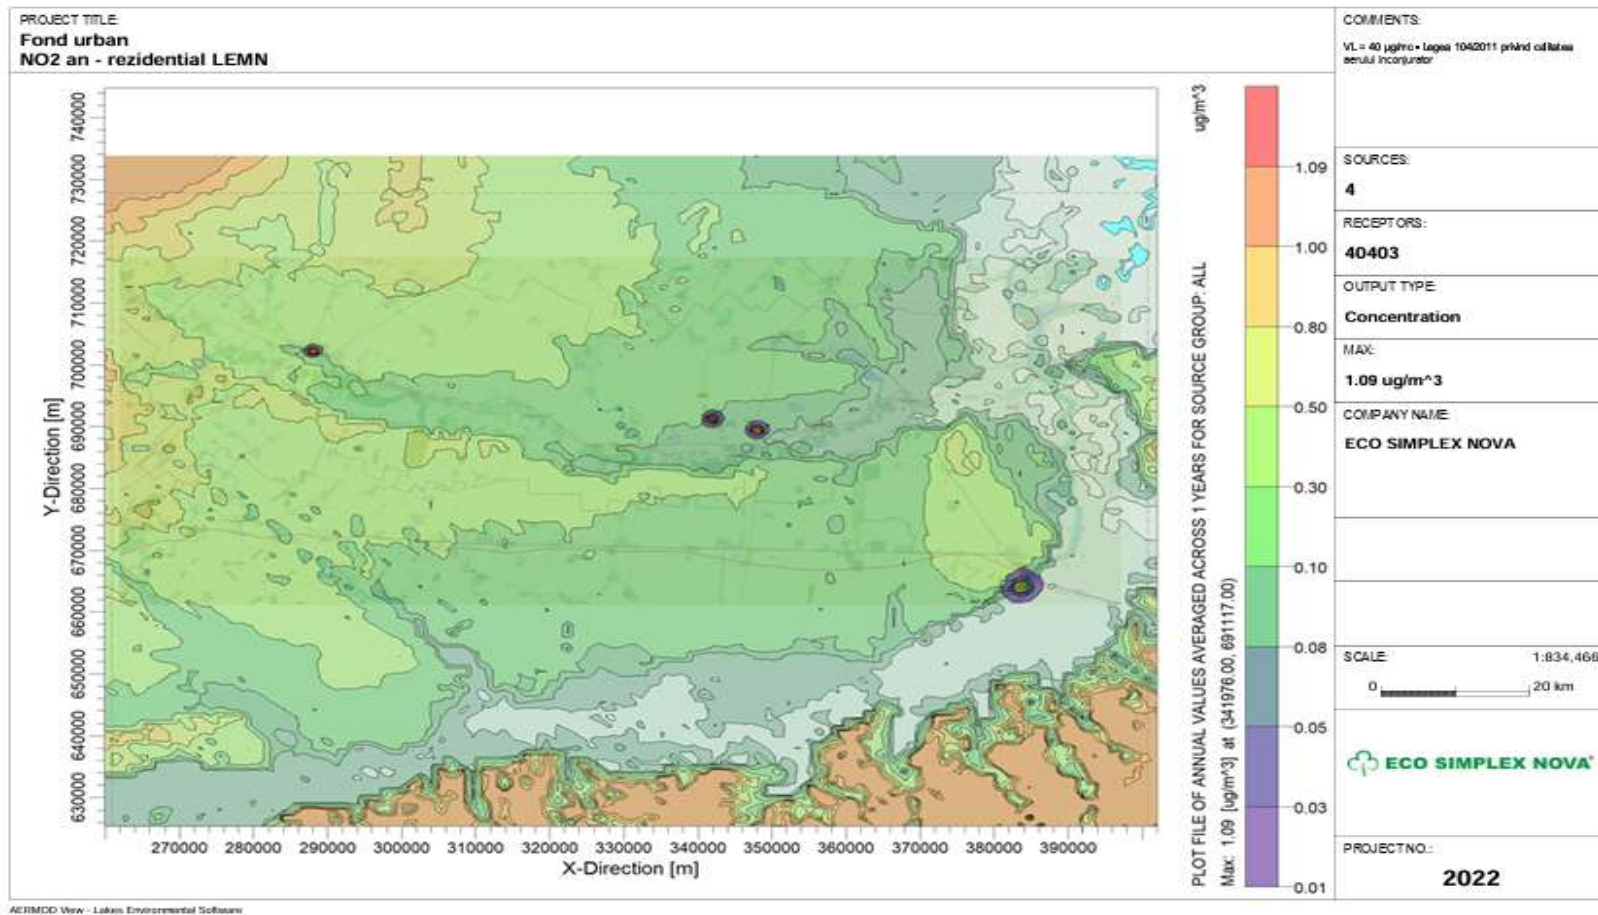 PROJECT TITLE:
Fond urban
NO2 an - rezidential LEMN
COMMENTS:
VL = 40 µg/mc - Legea 104/2011 privind calitatea
aerului inconjurator
SOURCES:
4
RECEPTORS:
40403
OUTPUT TYPE:
Concentration
MAX:
1.09 ug/m^3
COMPANY NAME:
ECO SIMPLEX NOVA
SCALE:
1:834,466
0
20 km
ECO SIMPLEX NOVA
PROJECT NO.:
2022
Y-Direction [m]
740000
730000
720000
710000
700000
690000
680000
670000
660000
650000
640000
630000
270000 280000 290000 300000 310000 320000 330000 340000 350000 360000 370000 380000 390000
X-Direction [m]
PLOT FILE OF ANNUAL VALUES AVERAGED ACROSS 1 YEARS FOR SOURCE GROUP: ALL
ug/m^3
Max: 1.09 [ug/m^3] at (341976.00, 691117.00)
1.09
1.00
0.80
0.50
0.30
0.10
0.08
0.05
0.03
0.01
AERMOD View - Lakes Environmental Software